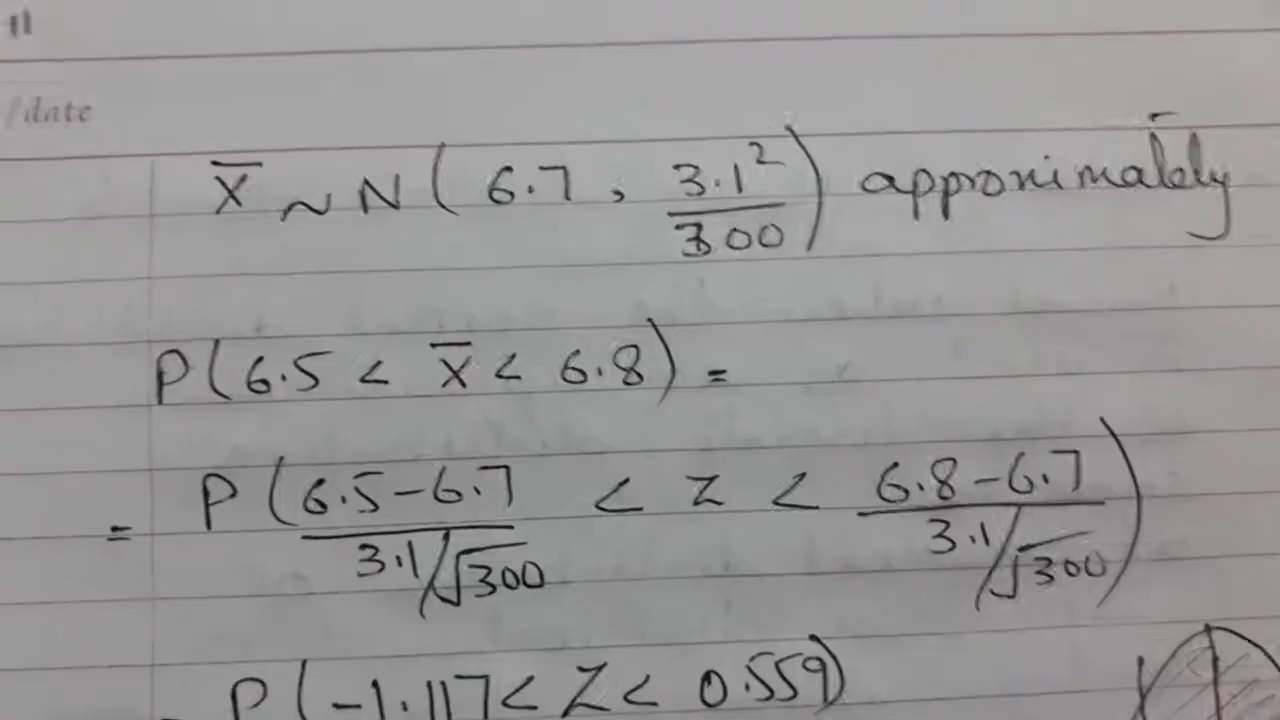 /date
X̄ ~ N( 6.7 , 3.1²/300 ) approximately
P(6.5 < X̄ < 6.8) =
= P( (6.5-6.7)/(3.1/√300) < Z < (6.8-6.7)/(3.1/√300) )
P(-1.117 < Z < 0.559)